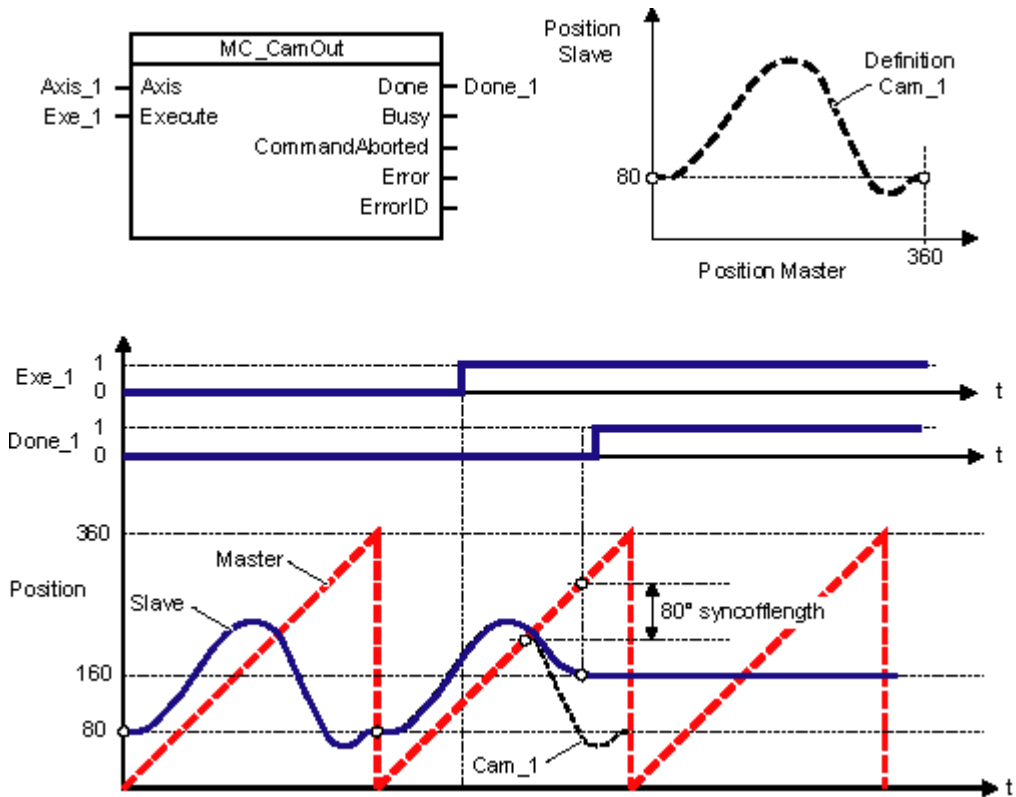 MC_CamOut
Axis_1 Axis Done Done_1
Exe_1 Execute Busy
CommandAborted
Error
ErrorID
Position
Slave
Definition
Cam_1
80
360
Position Master
Exe_1
1
0
t
Done_1
1
0
t
360
Master
Position
Slave
80° syncofflength
160
80
Cam_1
t